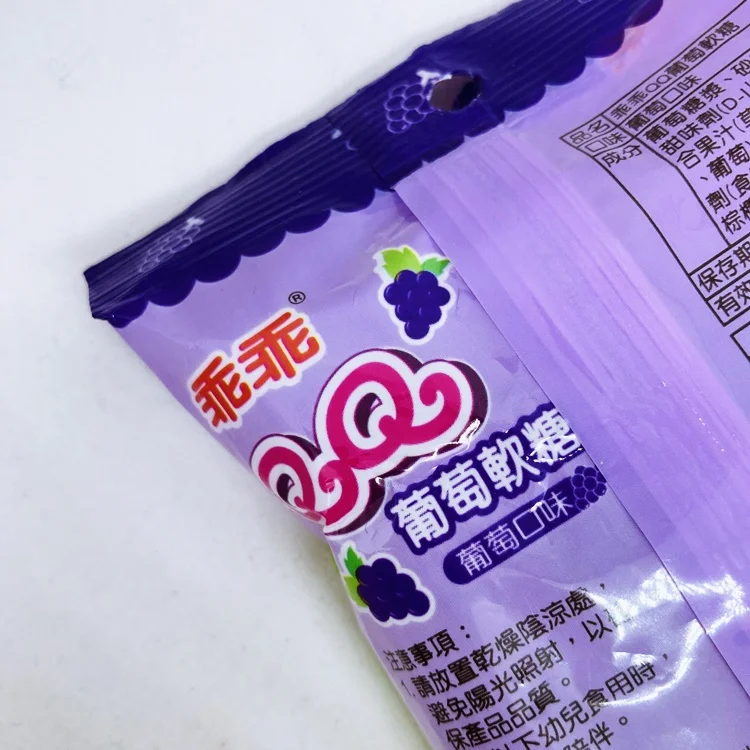 乖乖®
QQ
葡萄軟糖
葡萄口味
注意事項：
1.請放置乾燥陰涼處，
避免陽光照射，以
保產品品質。
以下幼兒食用時，
陪伴。
品名 乖乖QQ葡萄軟糖
口味 葡萄口味
成分 葡萄糖漿、砂
甜味劑(D-
合果汁(
、葡萄
劑(食
棕櫚
保存期
有效